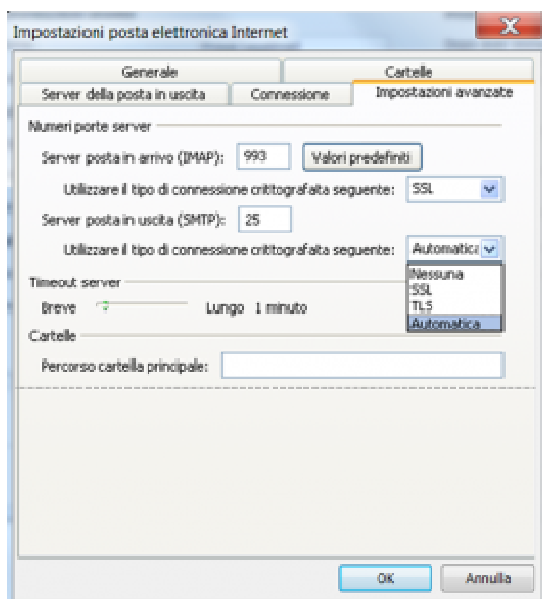 Impostazioni posta elettronica Internet
Generale
Cartelle
Server della posta in uscita
Connessione
Impostazioni avanzate
Numeri porte server
Server posta in arrivo (IMAP):
993
Valori predefiniti
Utilizzare il tipo di connessione crittografata seguente:
SSL
Server posta in uscita (SMTP):
25
Utilizzare il tipo di connessione crittografata seguente:
Automatica
Nessuna
SSL
TLS
Automatica
Timeout server
Breve
Lungo
1 minuto
Cartelle
Percorso cartella principale:
OK
Annulla